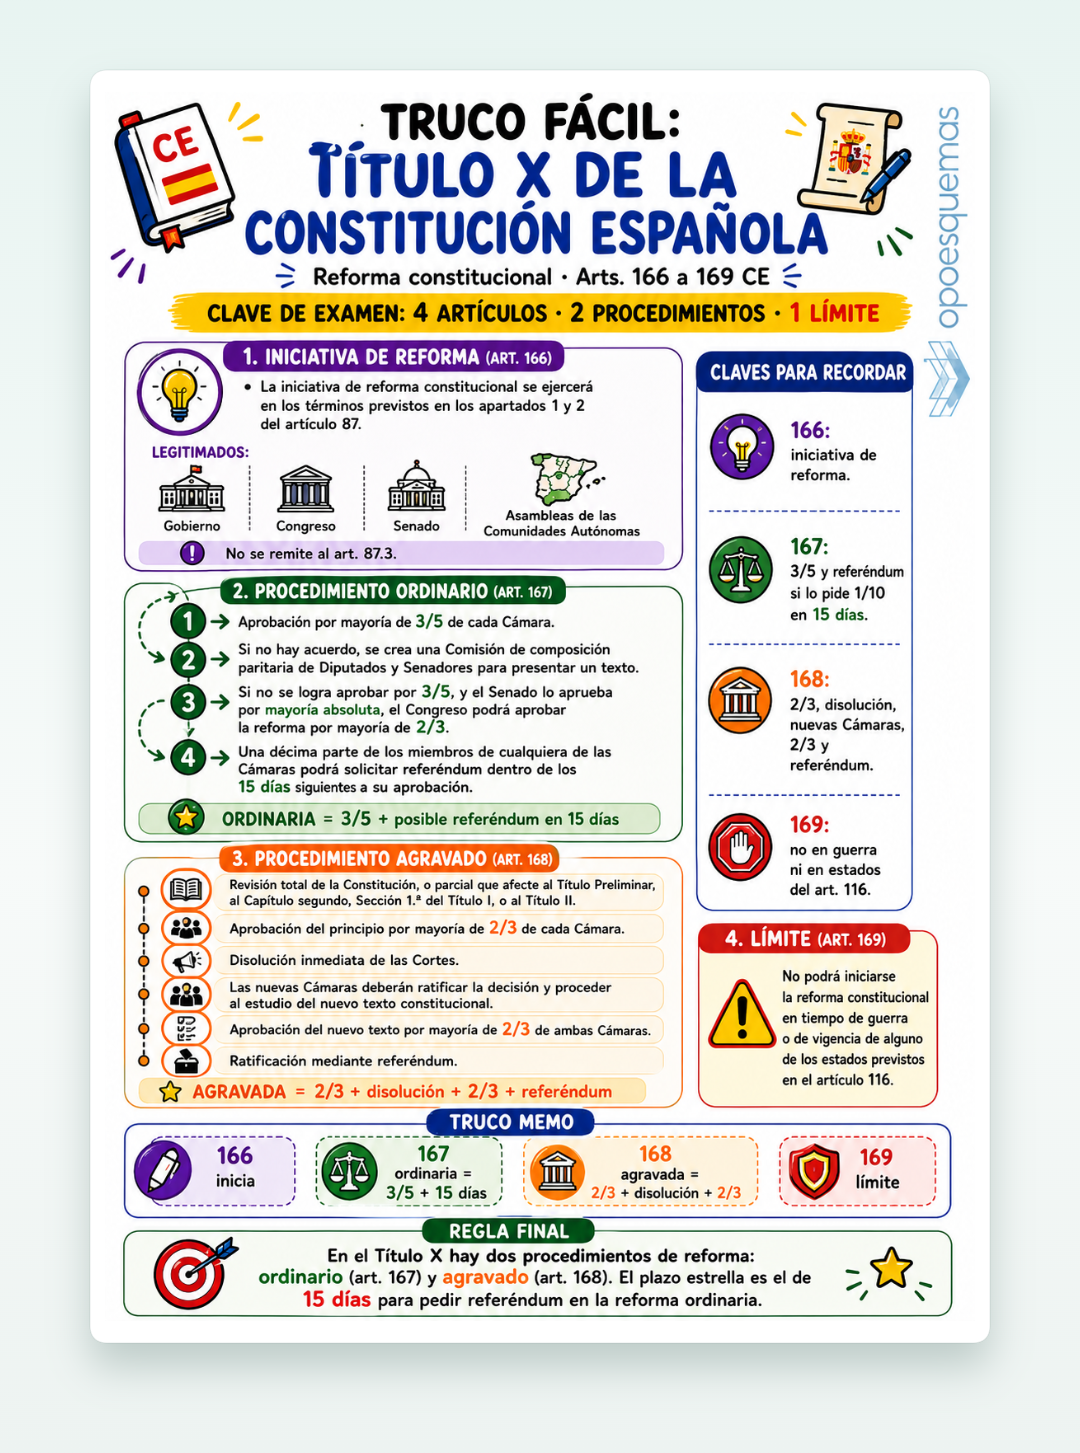 CE
TRUCO FÁCIL:
TÍTULO X DE LA
CONSTITUCIÓN ESPAÑOLA
Reforma constitucional · Arts. 166 a 169 CE
CLAVE DE EXAMEN: 4 ARTÍCULOS · 2 PROCEDIMIENTOS · 1 LÍMITE
opoesquemas
1. INICIATIVA DE REFORMA (ART. 166)
• La iniciativa de reforma constitucional se ejercerá
en los términos previstos en los apartados 1 y 2
del artículo 87.
LEGITIMADOS:
Gobierno
Congreso
Senado
Asambleas de las
Comunidades Autónomas
! No se remite al art. 87.3.
2. PROCEDIMIENTO ORDINARIO (ART. 167)
1 Aprobación por mayoría de 3/5 de cada Cámara.
2 Si no hay acuerdo, se crea una Comisión de composición
paritaria de Diputados y Senadores para presentar un texto.
3 Si no se logra aprobar por 3/5, y el Senado lo aprueba
por mayoría absoluta, el Congreso podrá aprobar
la reforma por mayoría de 2/3.
4 Una décima parte de los miembros de cualquiera de las
Cámaras podrá solicitar referéndum dentro de los
15 días siguientes a su aprobación.
ORDINARIA = 3/5 + posible referéndum en 15 días
3. PROCEDIMIENTO AGRAVADO (ART. 168)
Revisión total de la Constitución, o parcial que afecte al Título Preliminar,
al Capítulo segundo, Sección 1.ª del Título I, o al Título II.
Aprobación del principio por mayoría de 2/3 de cada Cámara.
Disolución inmediata de las Cortes.
Las nuevas Cámaras deberán ratificar la decisión y proceder
al estudio del nuevo texto constitucional.
Aprobación del nuevo texto por mayoría de 2/3 de ambas Cámaras.
Ratificación mediante referéndum.
AGRAVADA = 2/3 + disolución + 2/3 + referéndum
CLAVES PARA RECORDAR
166:
iniciativa de
reforma.
167:
3/5 y referéndum
si lo pide 1/10
en 15 días.
168:
2/3, disolución,
nuevas Cámaras,
2/3 y
referéndum.
169:
no en guerra
ni en estados
del art. 116.
4. LÍMITE (ART. 169)
No podrá iniciarse
la reforma constitucional
en tiempo de guerra
o de vigencia de alguno
de los estados previstos
en el artículo 116.
TRUCO MEMO
166
inicia
167
ordinaria =
3/5 + 15 días
168
agravada =
2/3 + disolución + 2/3
169
límite
REGLA FINAL
En el Título X hay dos procedimientos de reforma:
ordinario (art. 167) y agravado (art. 168). El plazo estrella es el de
15 días para pedir referéndum en la reforma ordinaria.